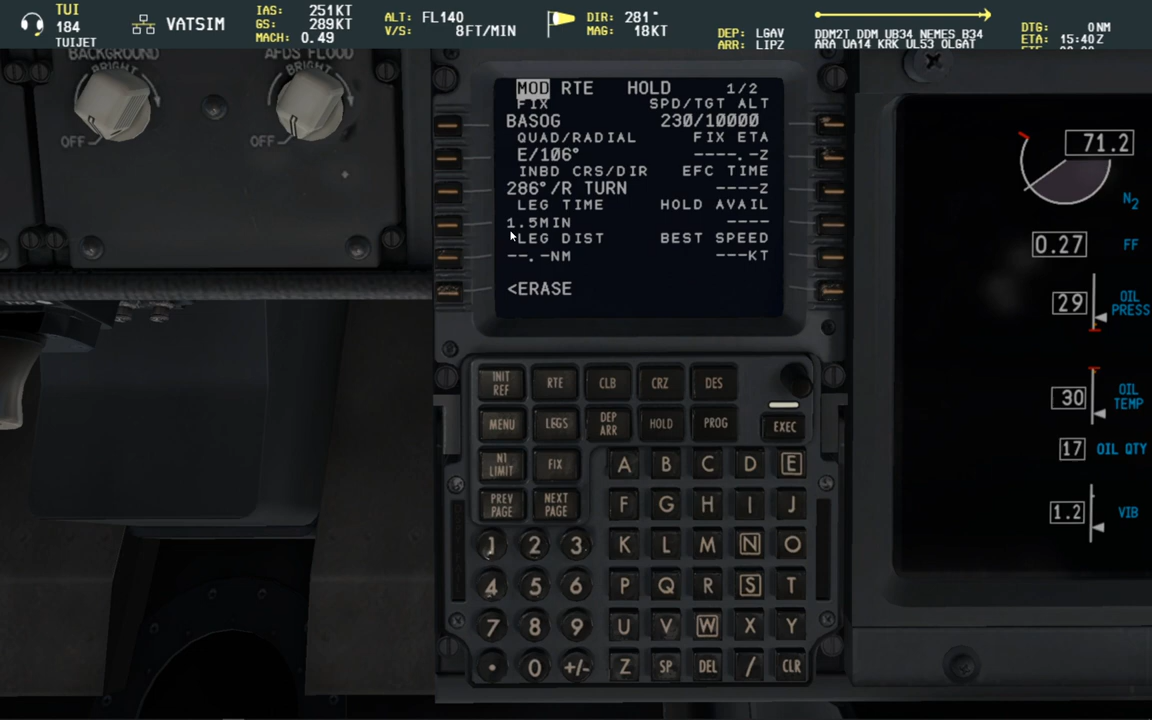 TUI
184
TUIJET
VATSIM
IAS: 251KT
GS: 289KT
MACH: 0.49
ALT: FL140
V/S: 8FT/MIN
DIR: 281°
MAG: 18KT
DEP: LGAV
ARR: LIPZ
DDM2T DDM UB34 NEMES B34
ARA UA14 KRK UL53 OLGAT
DTG: 0NM
ETA: 15:40Z
BACKGROUND
BRIGHT
OFF
AFDS FLOOD
BRIGHT
OFF
MOD RTE HOLD 1/2
FIX SPD/TGT ALT
BASOG 230/10000
QUAD/RADIAL FIX ETA
E/106° ----.-Z
INBD CRS/DIR EFC TIME
286°/R TURN ----Z
LEG TIME HOLD AVAIL
1.5MIN ----
LEG DIST BEST SPEED
--.-NM ---KT
<ERASE
INIT REF RTE CLB CRZ DES
MENU LEGS DEP ARR HOLD PROG EXEC
N1 LIMIT FIX A B C D E
PREV PAGE NEXT PAGE F G H I J
1 2 3 K L M N O
4 5 6 P Q R S T
7 8 9 U V W X Y
. 0 +/- Z SP DEL / CLR
71.2
N2
0.27 FF
29 OIL PRESS
30 OIL TEMP
17 OIL QTY
1.2 VIB